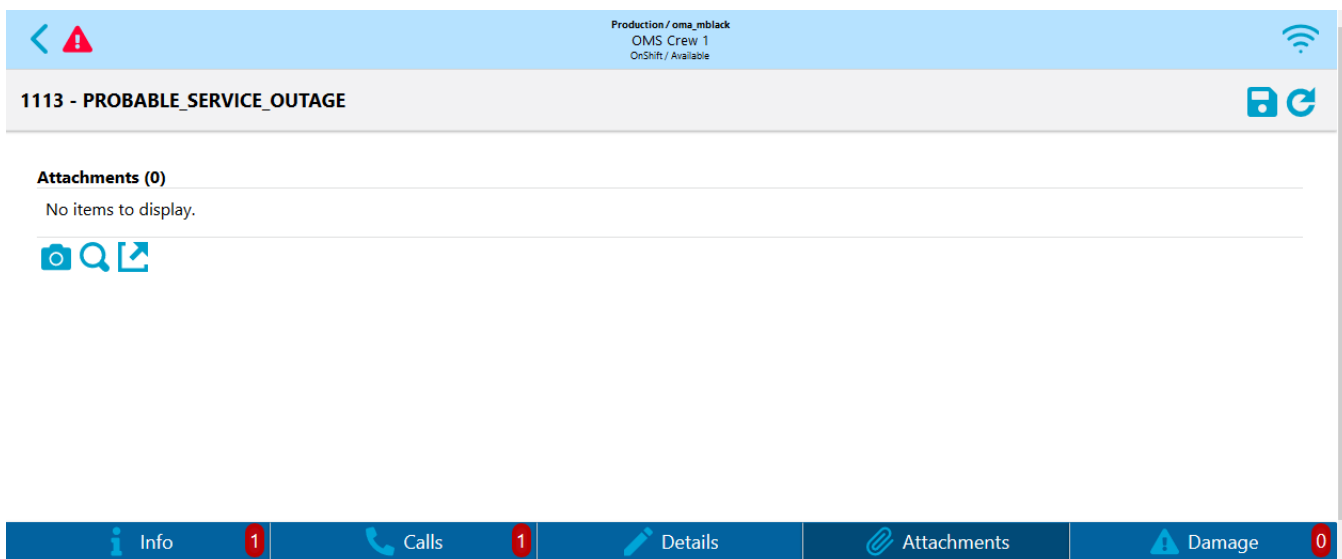 Production / oma_mblack
OMS Crew 1
OnShift / Available
1113 - PROBABLE_SERVICE_OUTAGE
Attachments (0)
No items to display.
Info 1 Calls 1 Details Attachments Damage 0